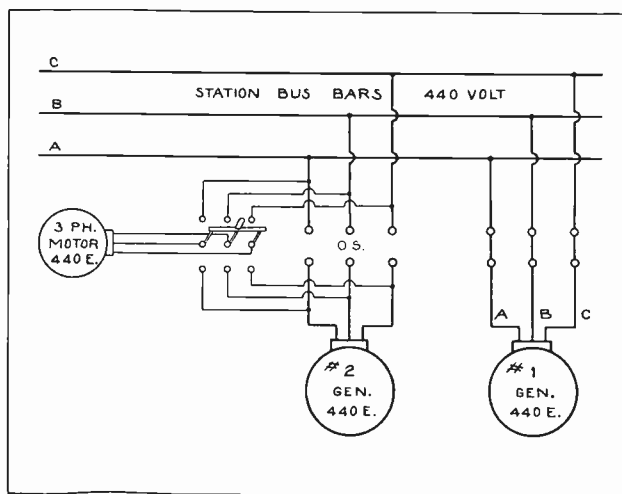 C
STATION BUS BARS 440 VOLT
B
A
3 PH.
MOTOR
440 E.
O.S.
A B C
#2
GEN.
440 E.
#1
GEN.
440 E.